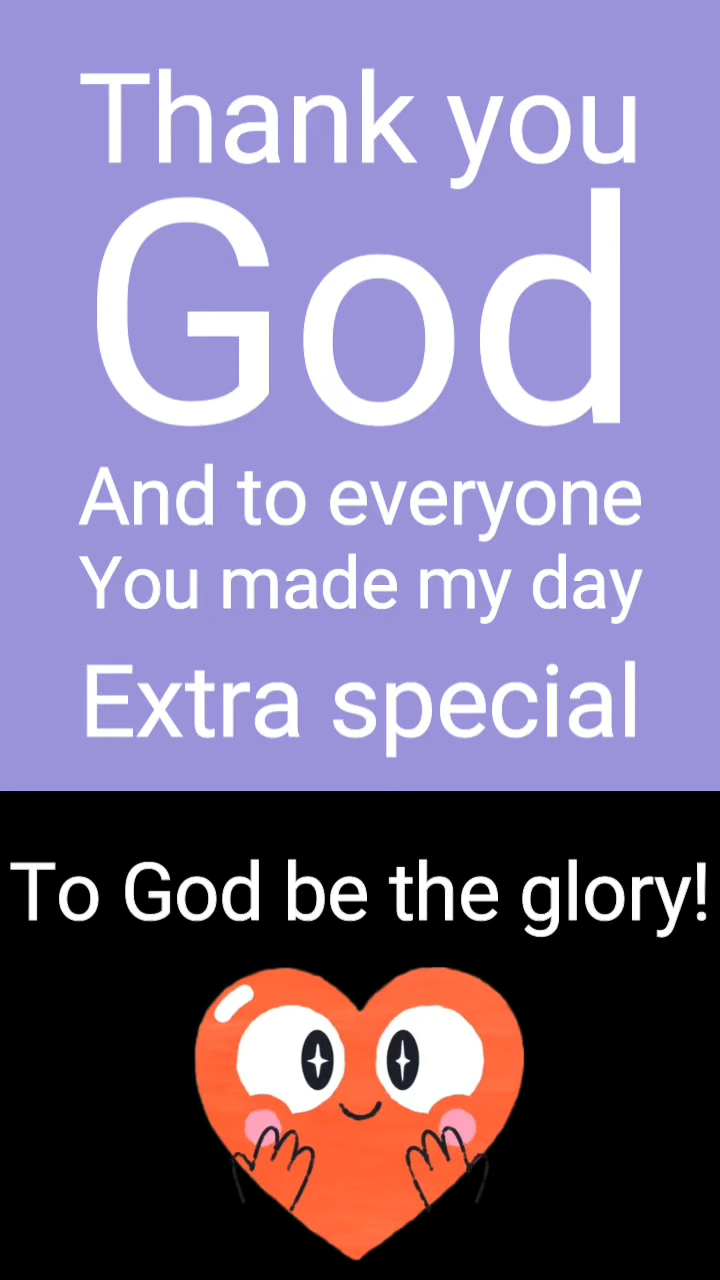 Thank you
God
And to everyone
You made my day
Extra special
To God be the glory!